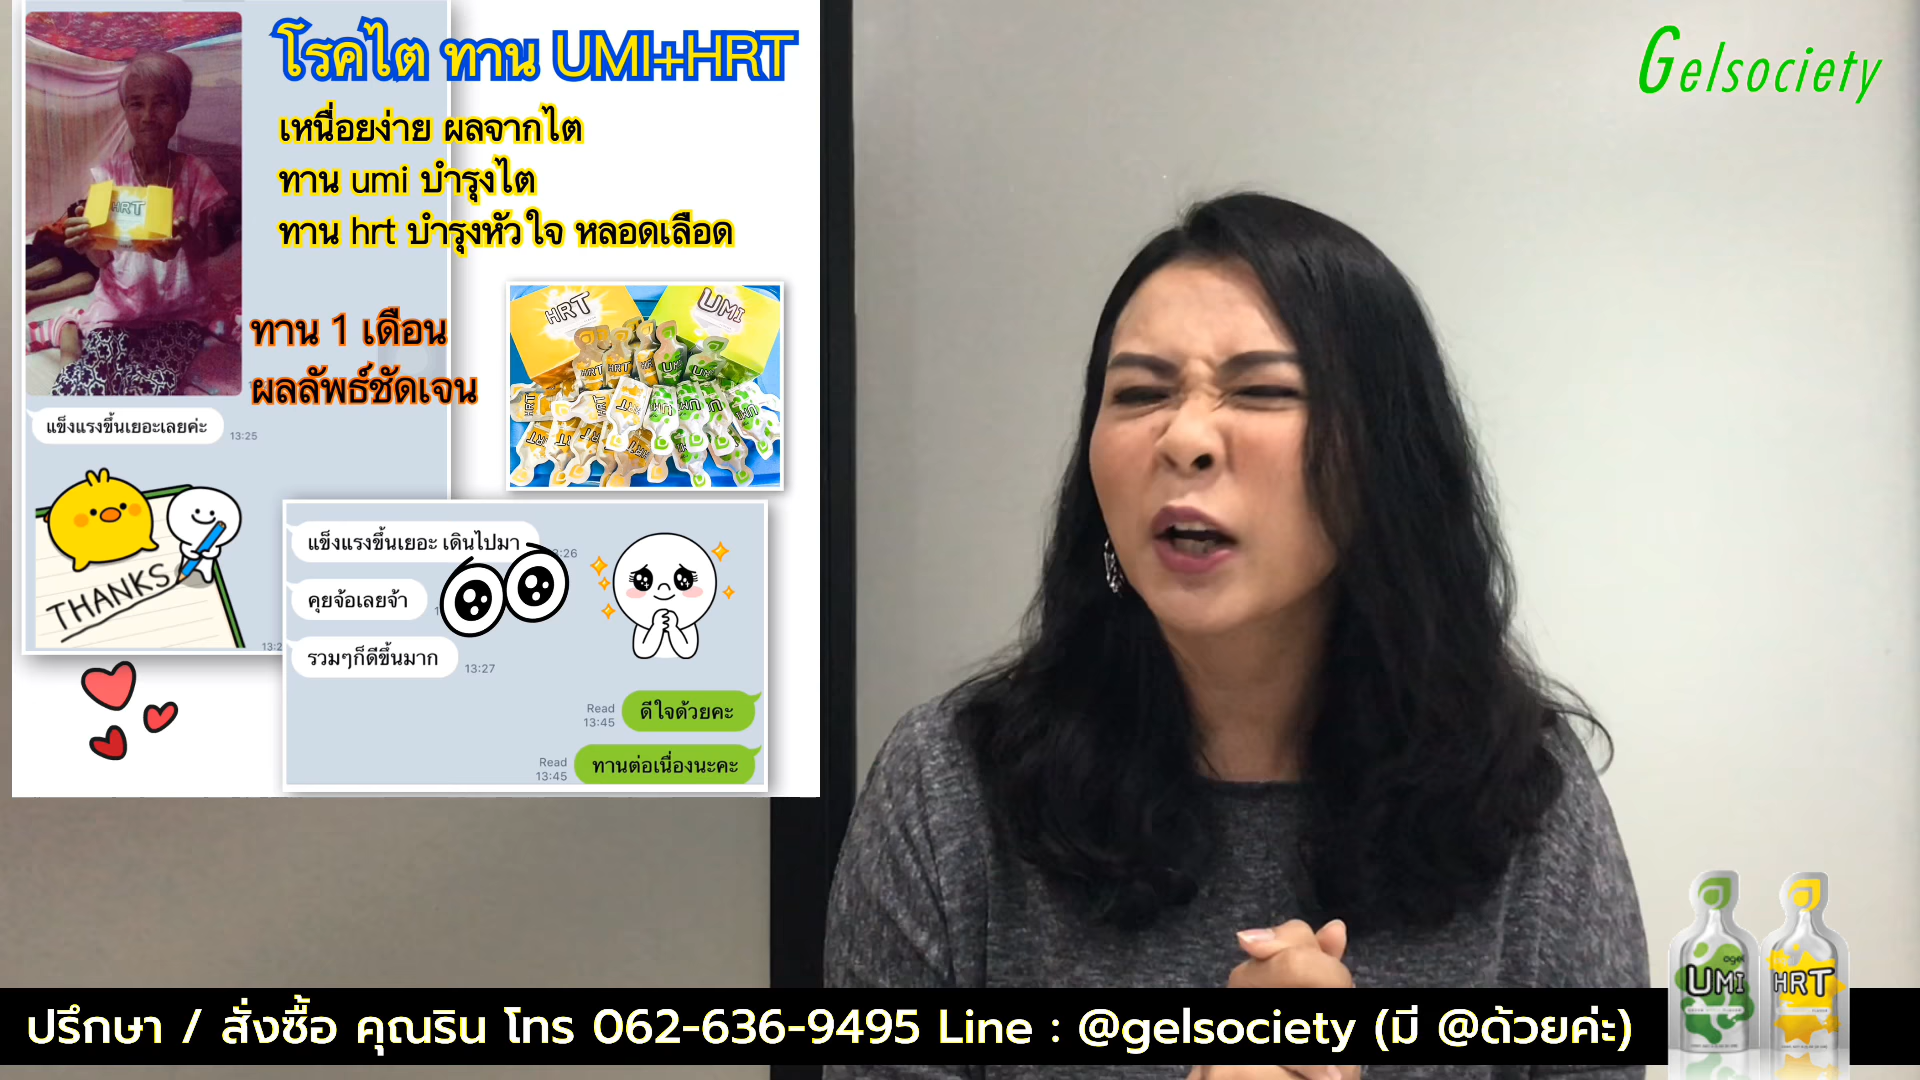 โรคไต ทาน UMI+HRT
เหนื่อยง่าย ผลจากไต
ทาน umi บำรุงไต
ทาน hrt บำรุงหัวใจ หลอดเลือด
ทาน 1 เดือน
ผลลัพธ์ชัดเจน
HRT
HRT
UMI
แข็งแรงขึ้นเยอะเลยค่ะ
13:25
THANKS
แข็งแรงขึ้นเยอะ เดินไปมา
คุยจ้อเลยจ้า
รวมๆก็ดีขึ้นมาก
13:27
Read
13:45
ดีใจด้วยคะ
Read
13:45
ทานต่อเนื่องนะคะ
Gelsociety
agel
UMI
HRT
ปรึกษา / สั่งซื้อ คุณริน โทร 062-636-9495 Line : @gelsociety (มี @ด้วยค่ะ)